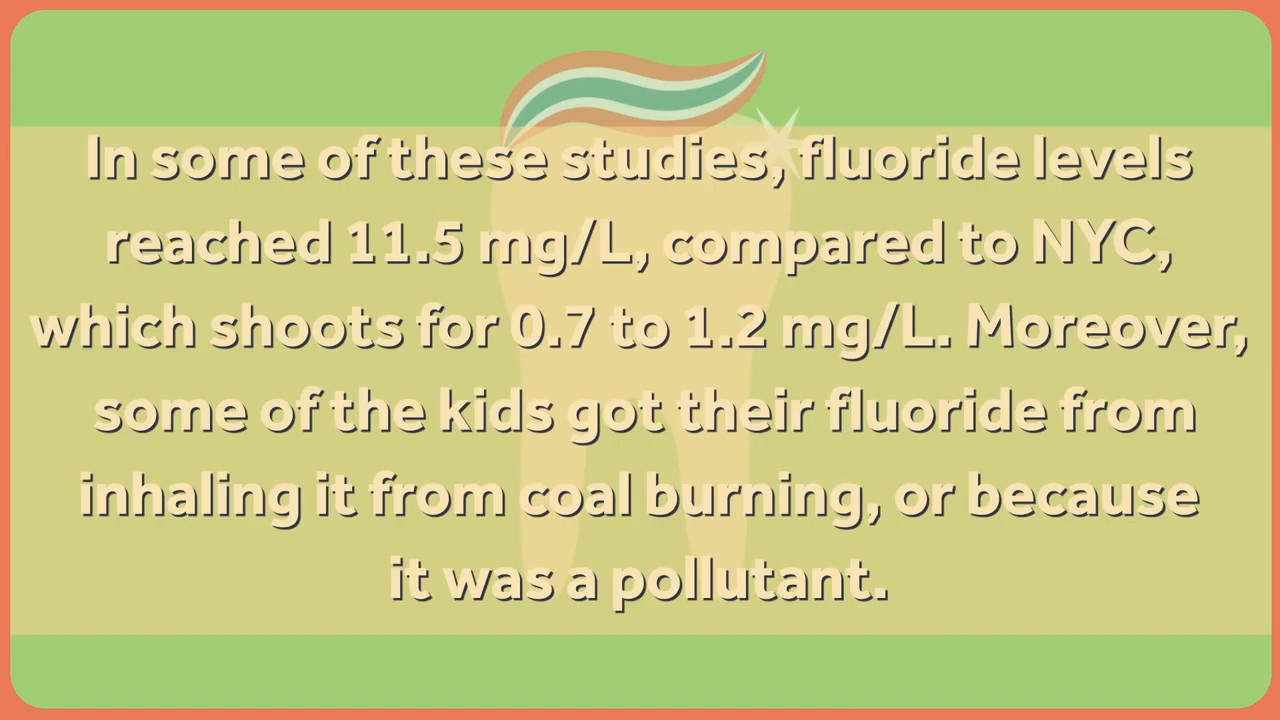 In some of these studies, fluoride levels
reached 11.5 mg/L, compared to NYC,
which shoots for 0.7 to 1.2 mg/L. Moreover,
some of the kids got their fluoride from
inhaling it from coal burning, or because
it was a pollutant.